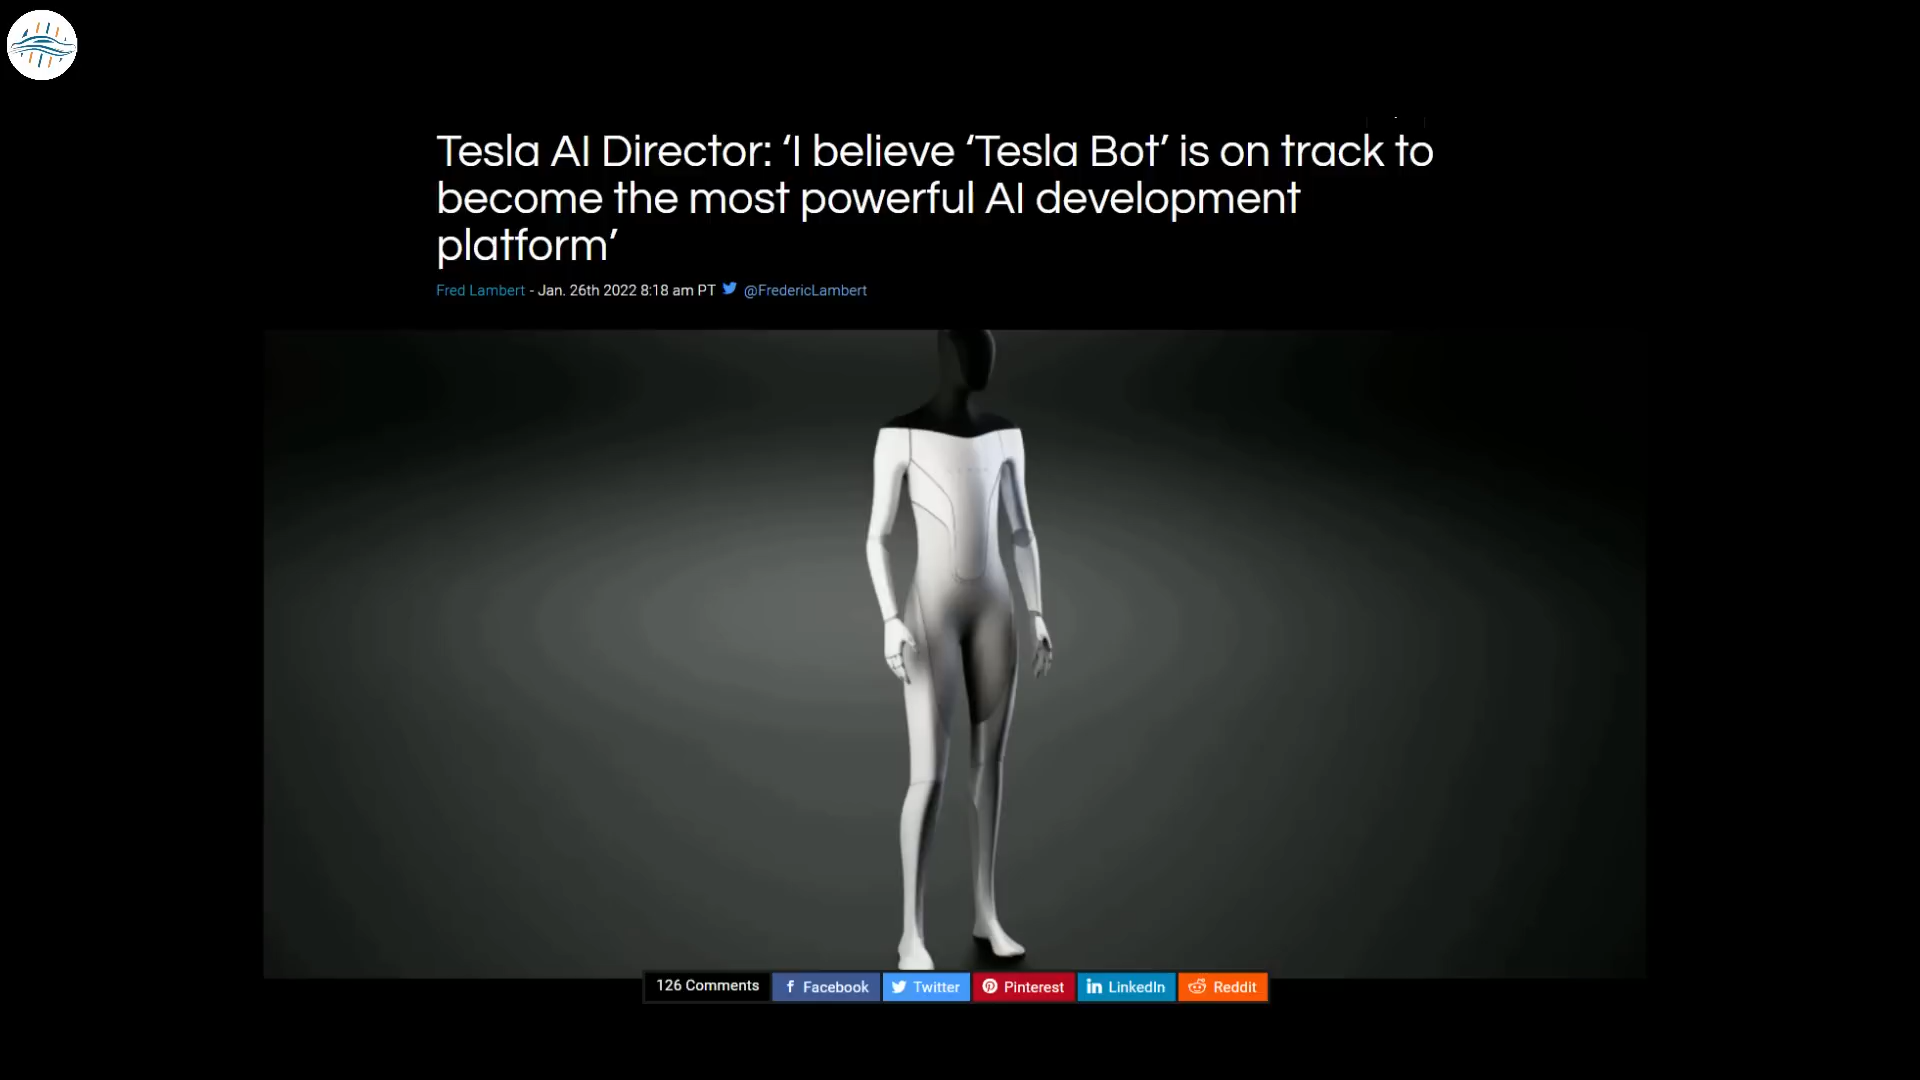 Tesla AI Director: ‘I believe ‘Tesla Bot’ is on track to
become the most powerful AI development
platform’
Fred Lambert - Jan. 26th 2022 8:18 am PT @FredericLambert
126 Comments Facebook Twitter Pinterest LinkedIn Reddit